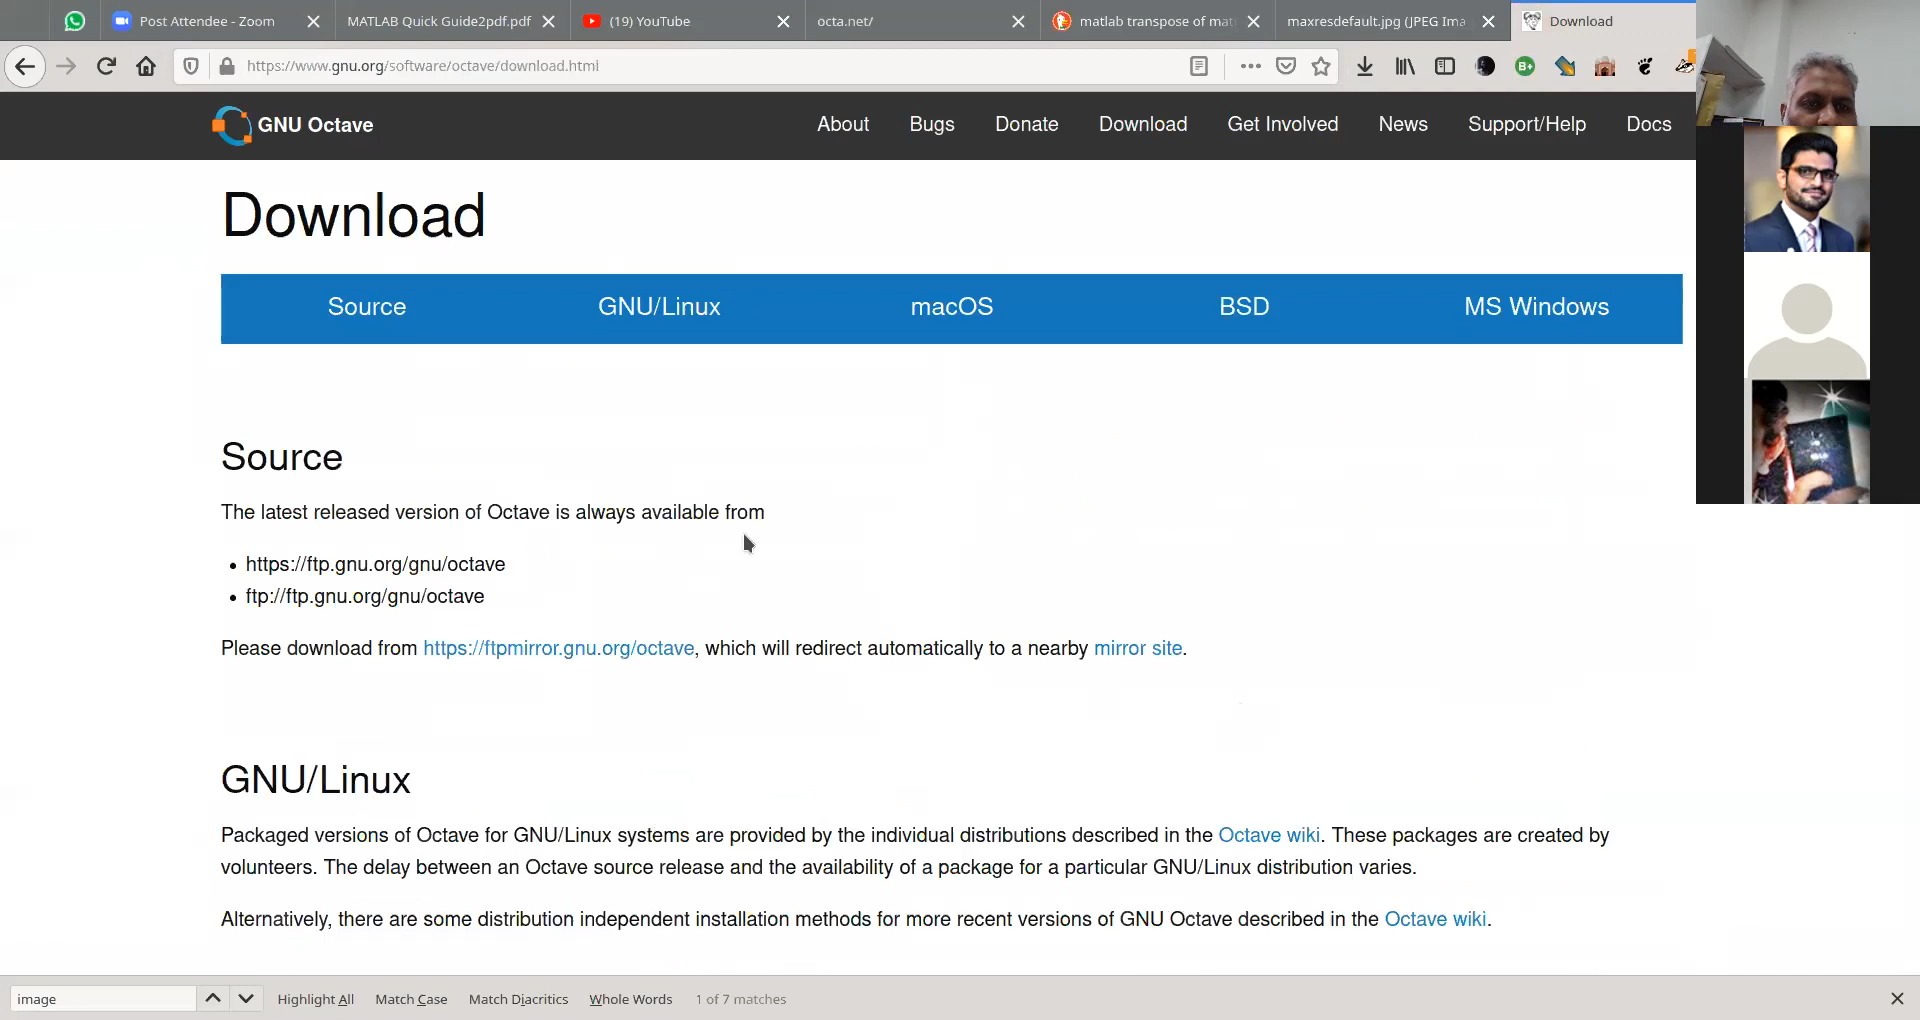 Post Attendee - Zoom
MATLAB Quick Guide2pdf.pdf
(19) YouTube
octa.net/
matlab transpose of mat
maxresdefault.jpg (JPEG Ima
Download
https://www.gnu.org/software/octave/download.html
B+
GNU Octave
About
Bugs
Donate
Download
Get Involved
News
Support/Help
Docs
Download
Source
GNU/Linux
macOS
BSD
MS Windows
Source
The latest released version of Octave is always available from
• https://ftp.gnu.org/gnu/octave
• ftp://ftp.gnu.org/gnu/octave
Please download from https://ftpmirror.gnu.org/octave, which will redirect automatically to a nearby mirror site.
GNU/Linux
Packaged versions of Octave for GNU/Linux systems are provided by the individual distributions described in the Octave wiki. These packages are created by
volunteers. The delay between an Octave source release and the availability of a package for a particular GNU/Linux distribution varies.
Alternatively, there are some distribution independent installation methods for more recent versions of GNU Octave described in the Octave wiki.
image
Highlight All
Match Case
Match Diacritics
Whole Words
1 of 7 matches